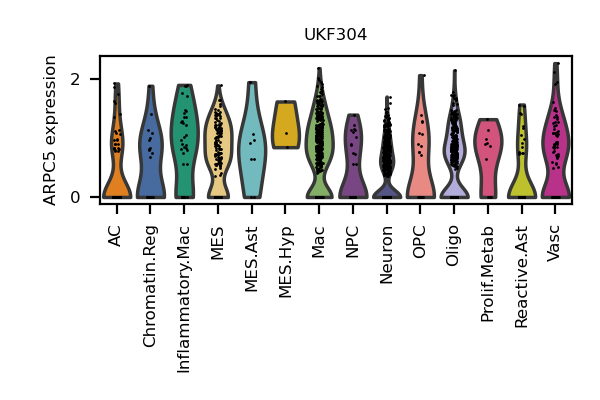 UKF304
ARPC5 expression
2
0
AC
Chromatin.Reg
Inflammatory.Mac
MES
MES.Ast
MES.Hyp
Mac
NPC
Neuron
OPC
Oligo
Prolif.Metab
Reactive.Ast
Vasc